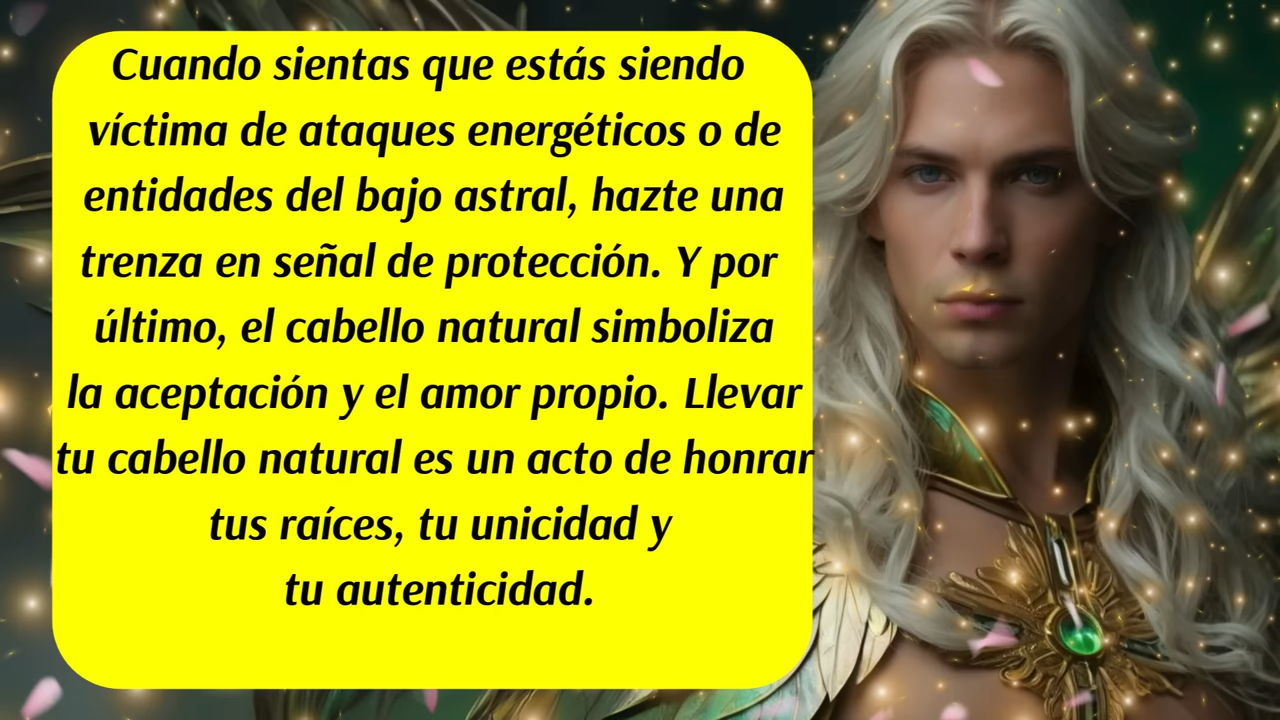 Cuando sientas que estás siendo
víctima de ataques energéticos o de
entidades del bajo astral, hazte una
trenza en señal de protección. Y por
último, el cabello natural simboliza
la aceptación y el amor propio. Llevar
tu cabello natural es un acto de honrar
tus raíces, tu unicidad y
tu autenticidad.